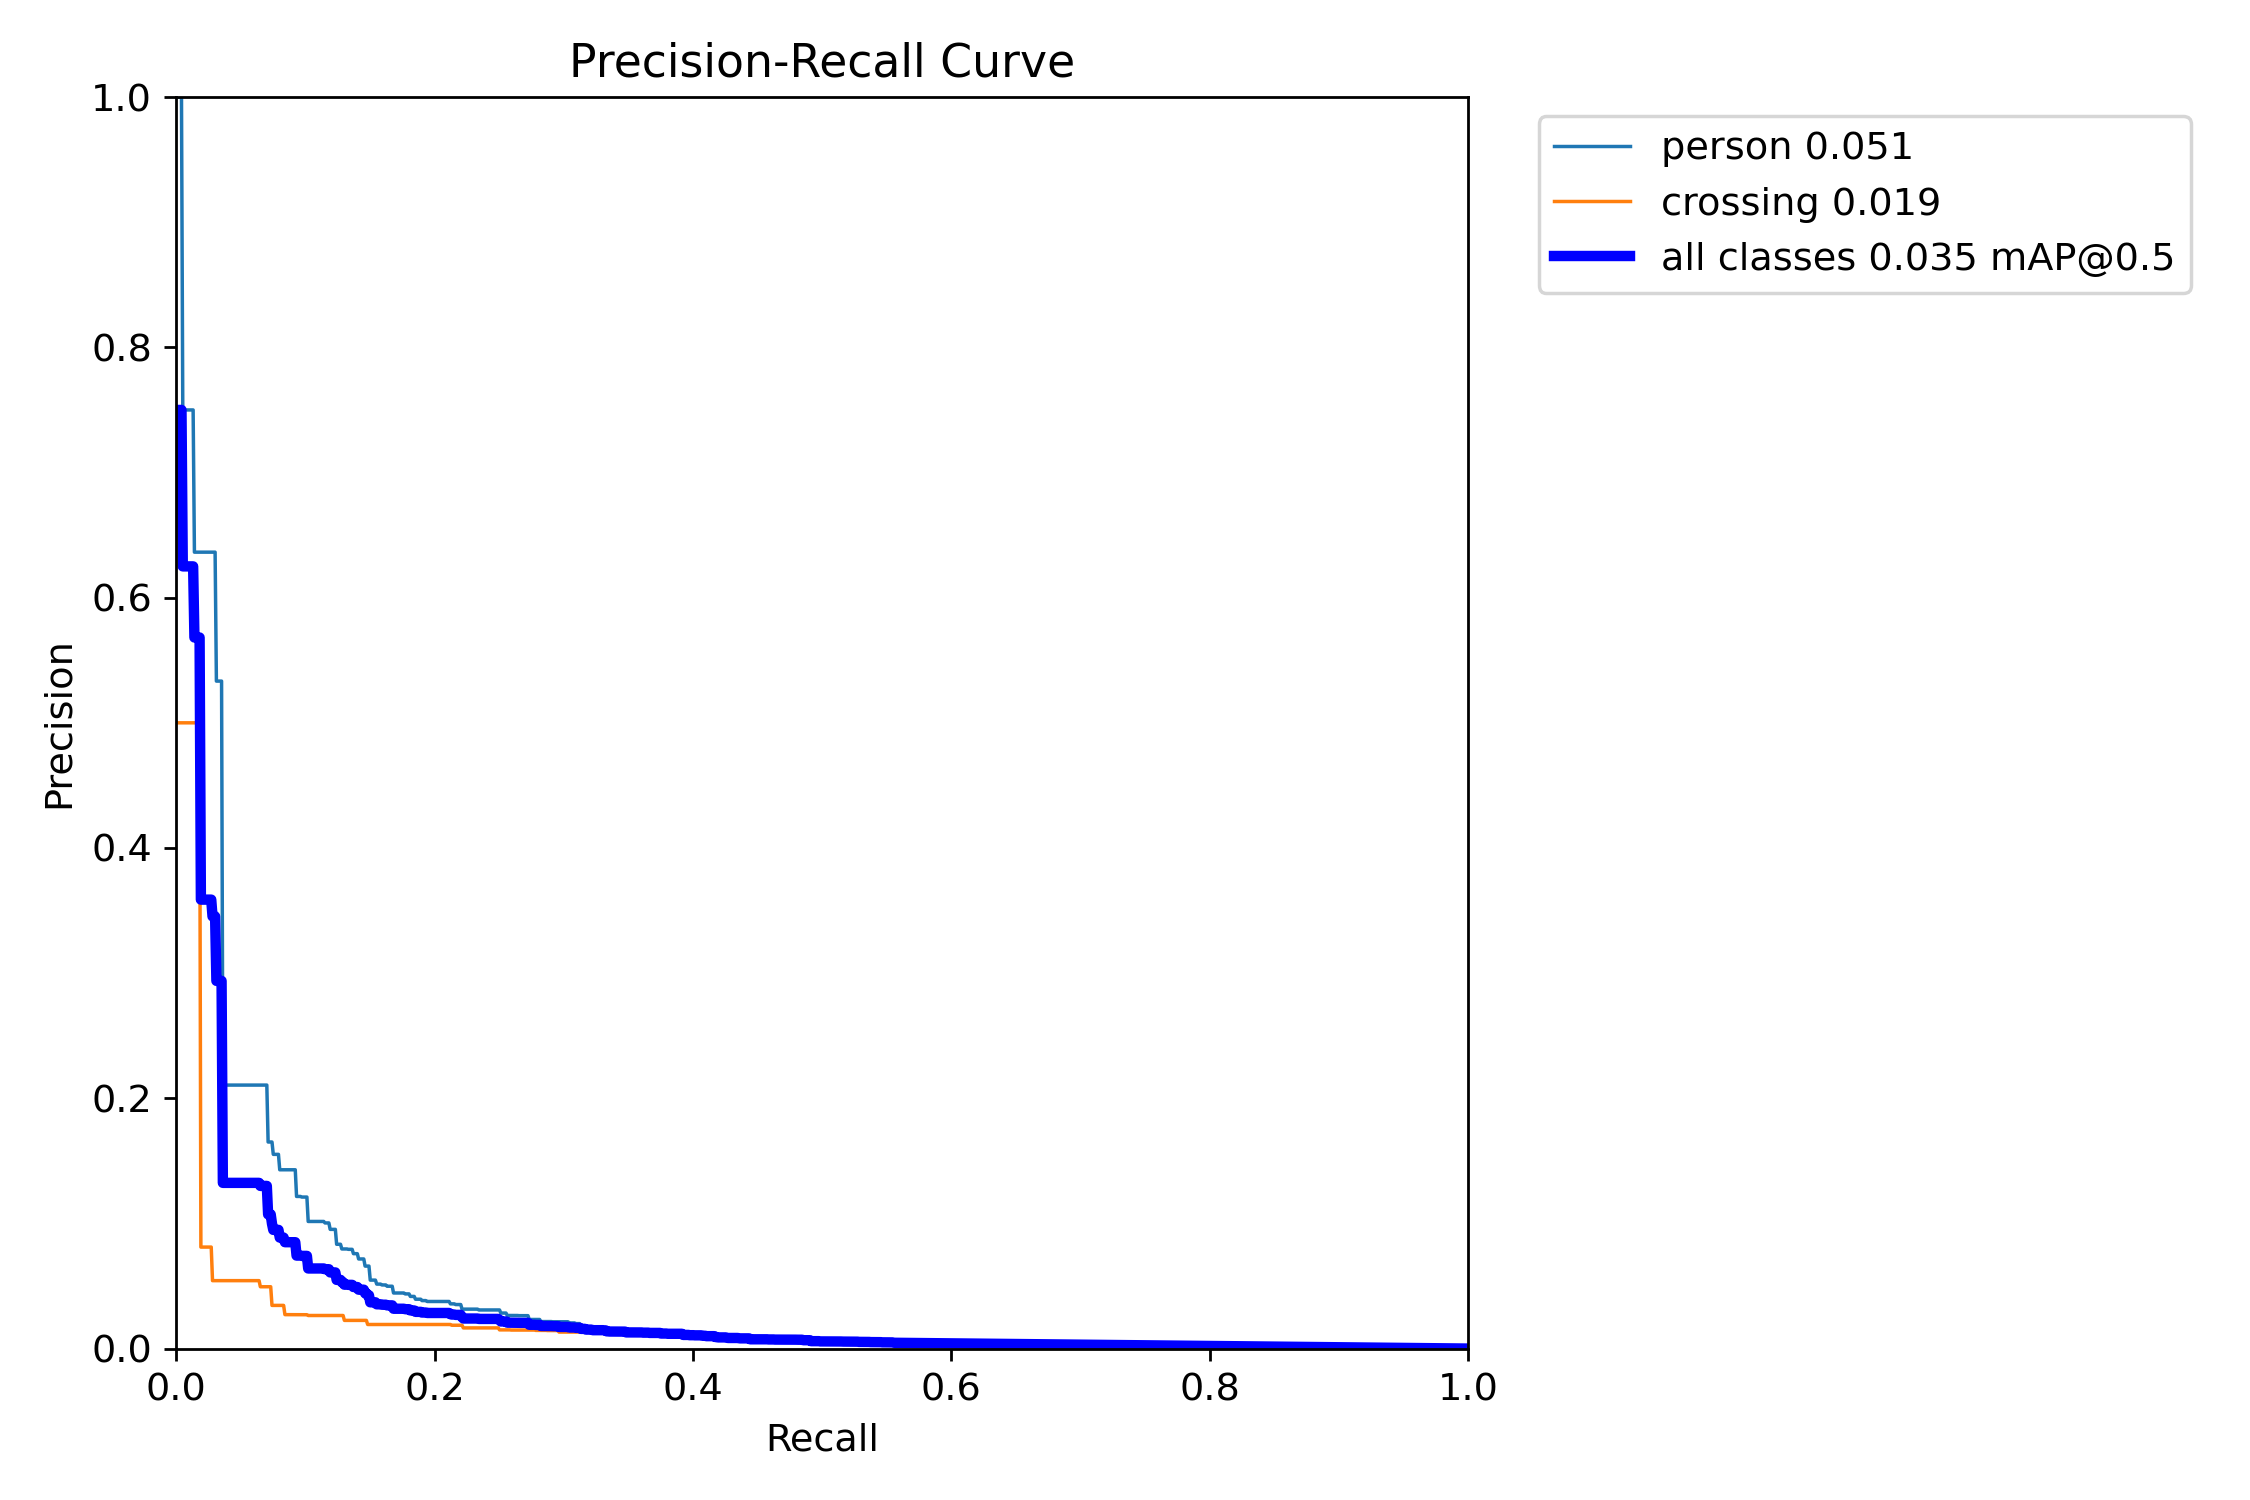 Precision-Recall Curve
1.0
0.8
0.6
0.4
0.2
0.0
Precision
0.0 0.2 0.4 0.6 0.8 1.0
Recall
person 0.051
crossing 0.019
all classes 0.035 mAP@0.5